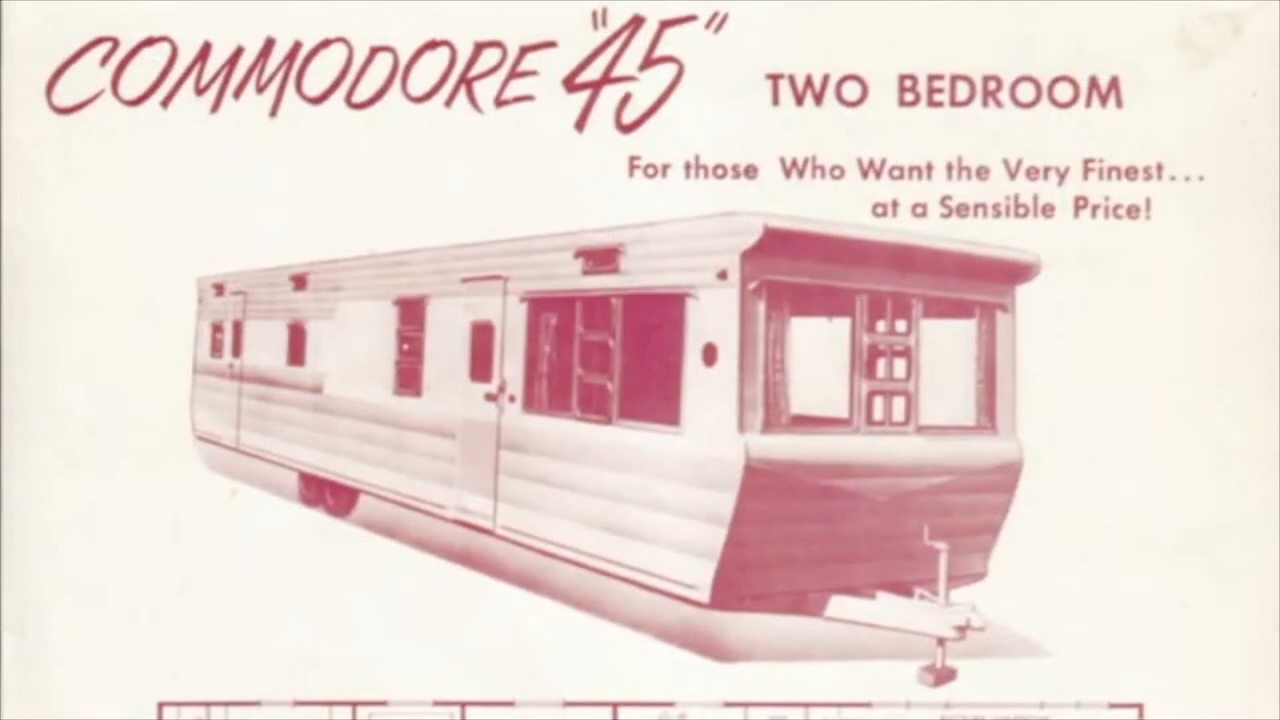 COMMODORE "45" TWO BEDROOM
For those Who Want the Very Finest...
at a Sensible Price!